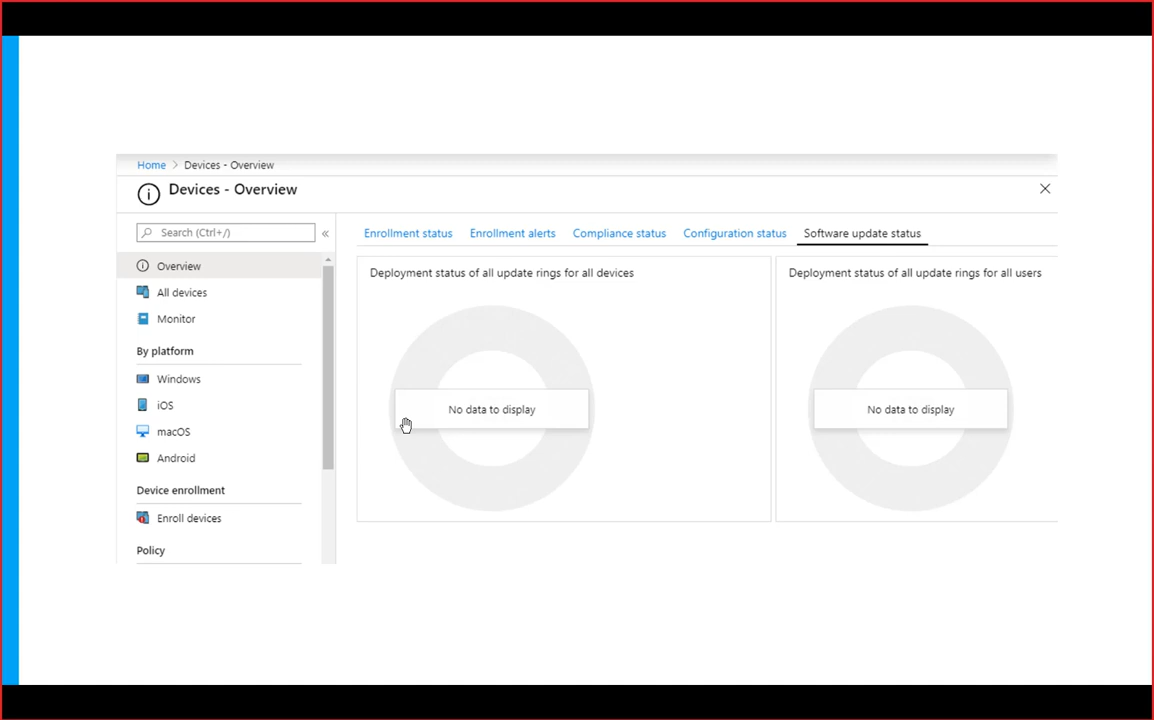 Home > Devices - Overview
Devices - Overview
Search (Ctrl+/)
«
Overview
All devices
Monitor
By platform
Windows
iOS
macOS
Android
Device enrollment
Enroll devices
Policy
Enrollment status Enrollment alerts Compliance status Configuration status Software update status
Deployment status of all update rings for all devices
No data to display
Deployment status of all update rings for all users
No data to display